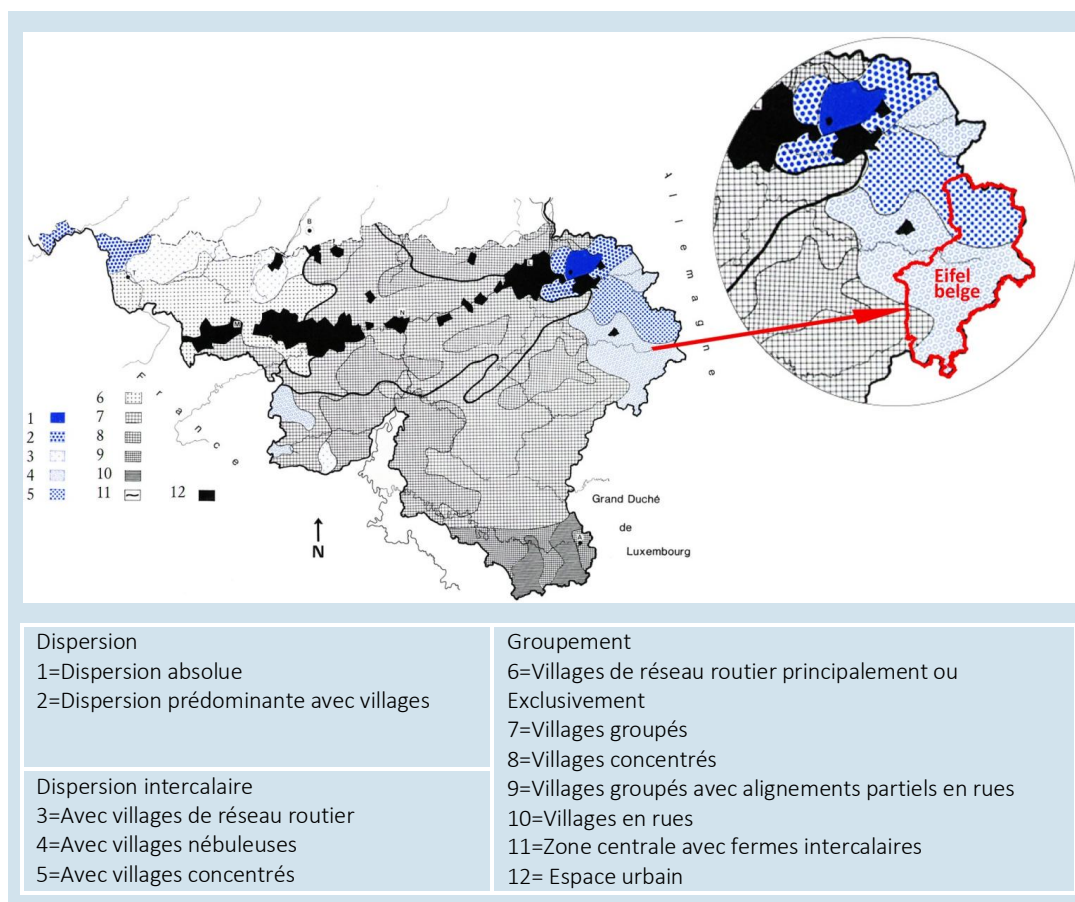 L
Eifel
belge
Allemagne
B
T
L
M
N
France
6
1
7
2
8
3
9
4
10
5
11
12
N
Grand Duché
de
Luxembourg
A
Dispersion
1=Dispersion absolue
2=Dispersion prédominante avec villages
Dispersion intercalaire
3=Avec villages de réseau routier
4=Avec villages nébuleuses
5=Avec villages concentrés
Groupement
6=Villages de réseau routier principalement ou
Exclusivement
7=Villages groupés
8=Villages concentrés
9=Villages groupés avec alignements partiels en rues
10=Villages en rues
11=Zone centrale avec fermes intercalaires
12= Espace urbain